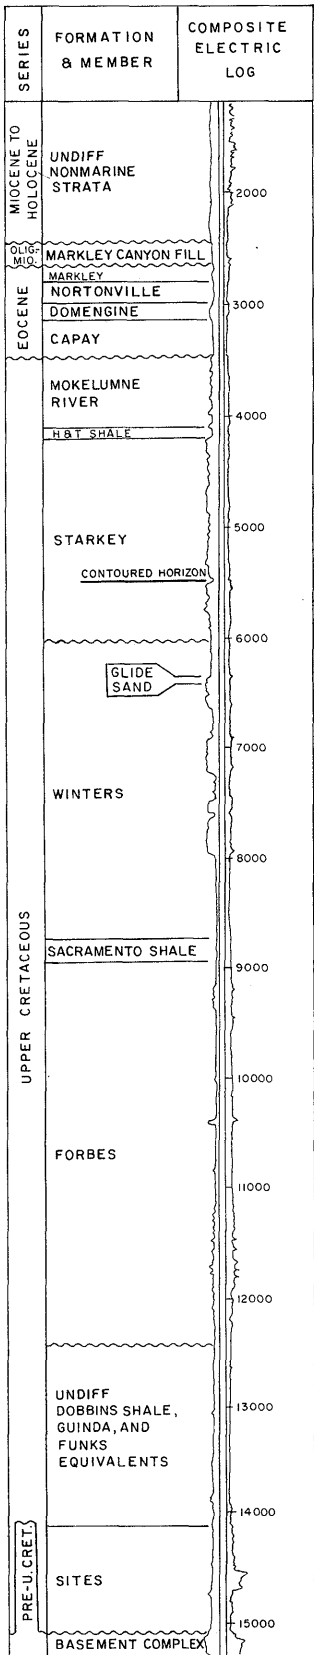 SERIES
FORMATION
& MEMBER
COMPOSITE
ELECTRIC
LOG
MIOCENE TO
HOLOCENE
UNDIFF
NONMARINE
STRATA
2000
OLIG.-
MIO.
MARKLEY CANYON FILL
EOCENE
MARKLEY
NORTONVILLE
3000
DOMENGINE
CAPAY
UPPER CRETACEOUS
MOKELUMNE
RIVER
4000
H&T SHALE
5000
STARKEY
CONTOURED HORIZON
6000
GLIDE
SAND
7000
WINTERS
8000
SACRAMENTO SHALE
9000
10000
FORBES
11000
12000
UNDIFF
DOBBINS SHALE,
GUINDA, AND
FUNKS
EQUIVALENTS
13000
14000
PRE-U. CRET.
SITES
15000
BASEMENT COMPLEX